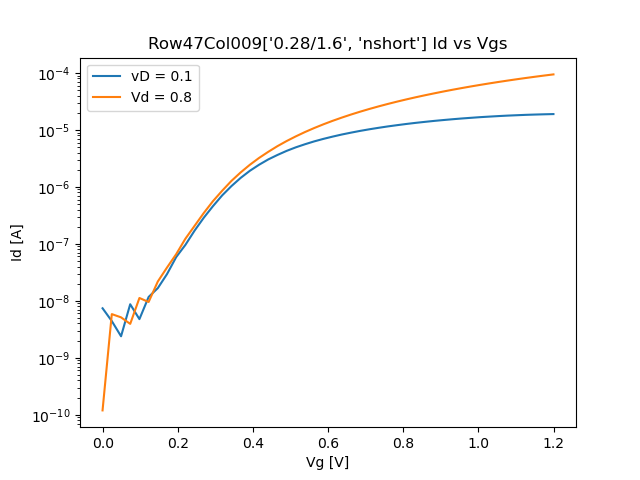 Row47Col009['0.28/1.6', 'nshort'] Id vs Vgs
vD = 0.1
Vd = 0.8
10⁻⁴
10⁻⁵
10⁻⁶
10⁻⁷
10⁻⁸
10⁻⁹
10⁻¹⁰
Id [A]
0.0 0.2 0.4 0.6 0.8 1.0 1.2
Vg [V]